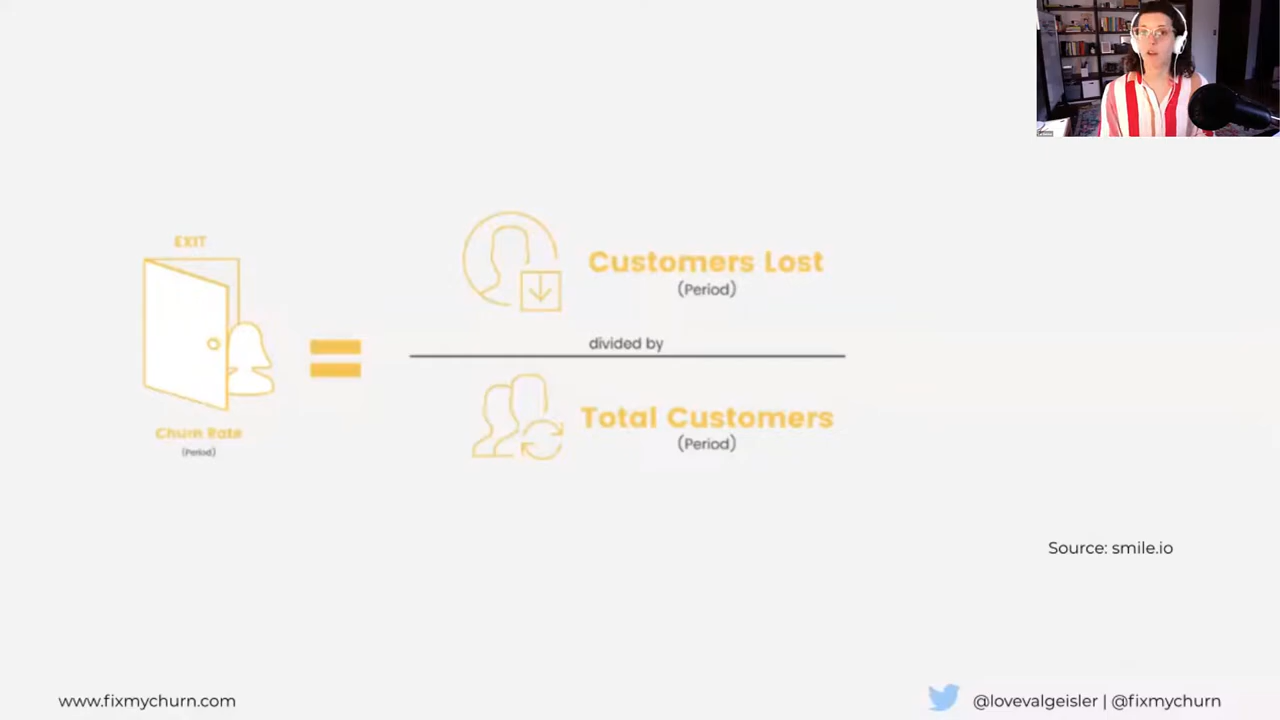 EXIT
Churn Rate
(Period)
Customers Lost
(Period)
divided by
Total Customers
(Period)
Source: smile.io
www.fixmychurn.com
@lovevalgeisler | @fixmychurn